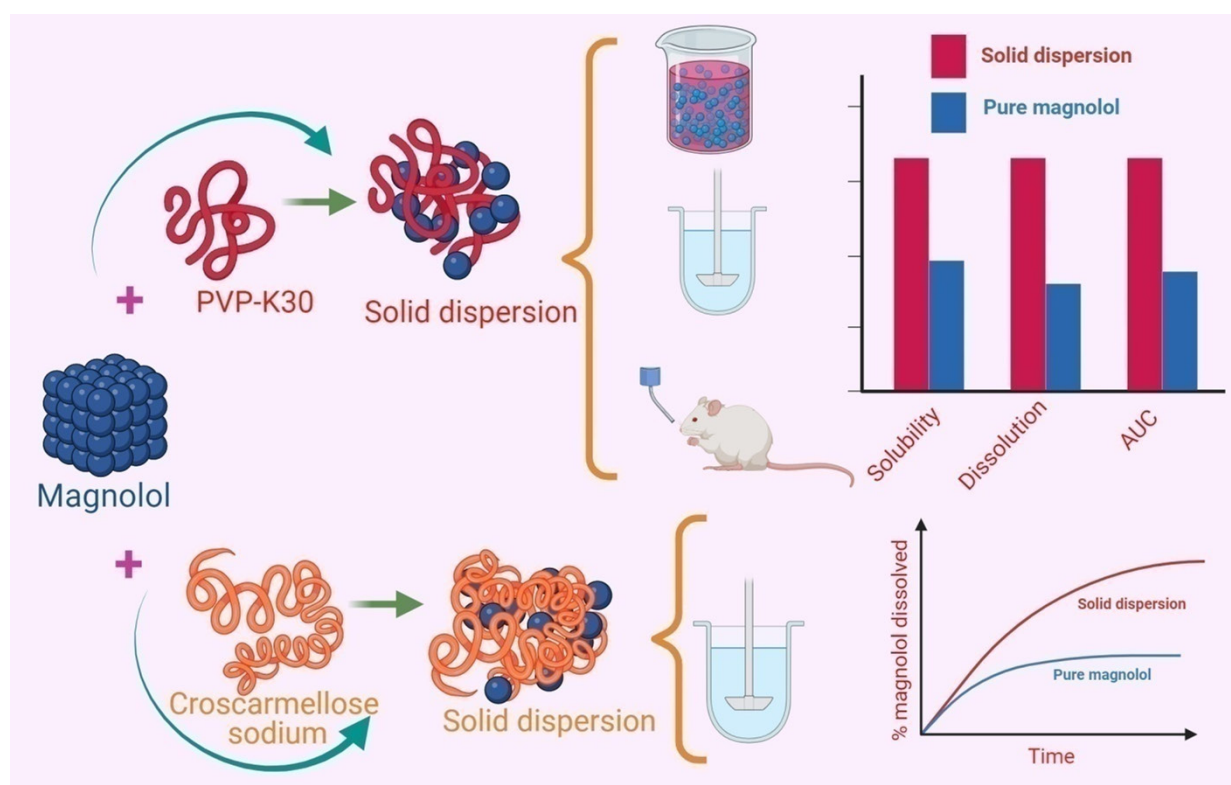 Solid dispersion
Pure magnolol
PVP-K30
Solid dispersion
Magnolol
Solubility
Dissolution
AUC
Croscarmellose
sodium
Solid dispersion
% magnolol dissolved
Solid dispersion
Pure magnolol
Time